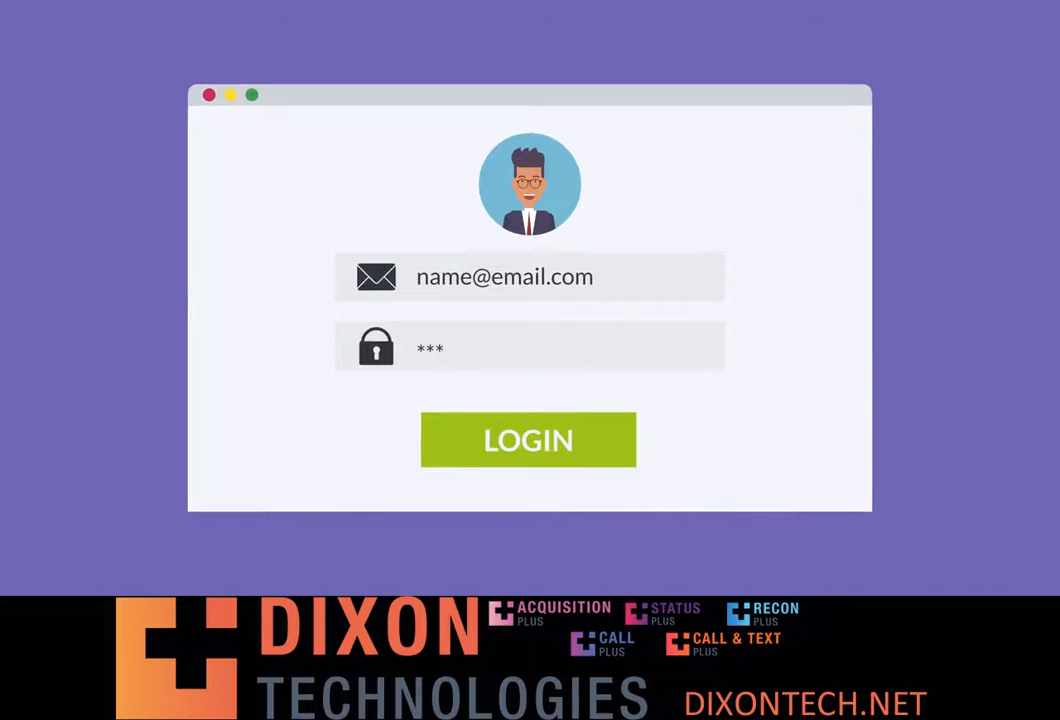 name@email.com
***
LOGIN
DIXON
TECHNOLOGIES
ACQUISITION
PLUS
STATUS
PLUS
RECON
PLUS
CALL
PLUS
CALL & TEXT
PLUS
DIXONTECH.NET